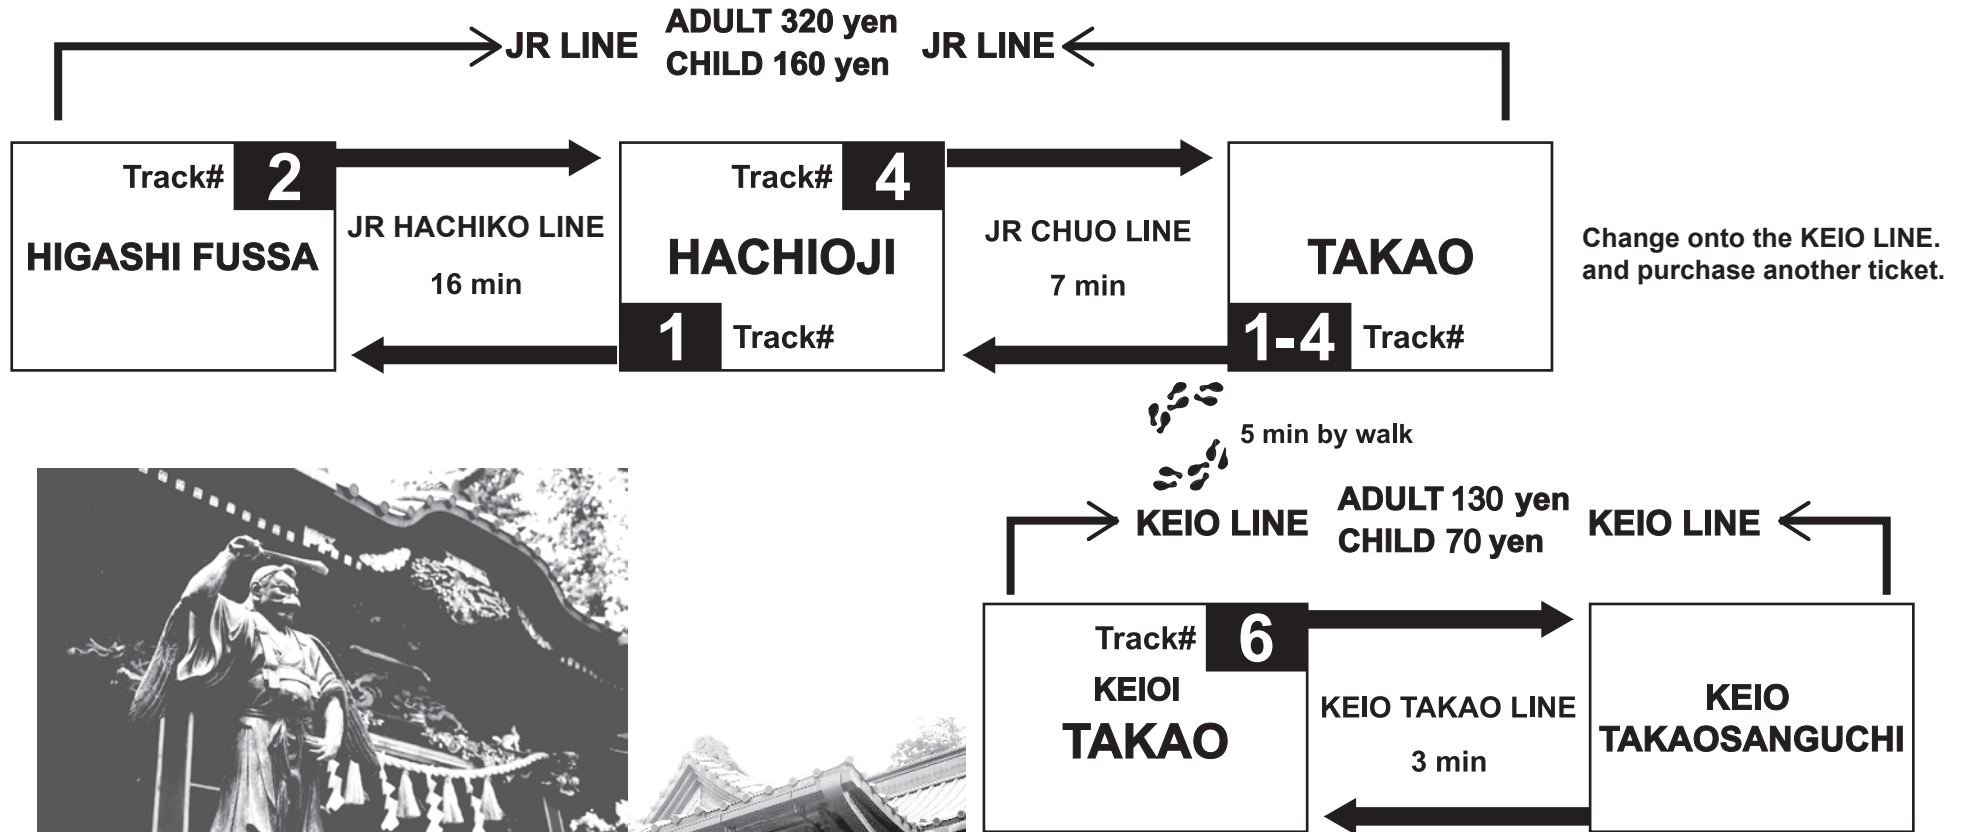 ADULT 320 yen
JR LINE
CHILD 160 yen
JR LINE
Track# 2
HIGASHI FUSSA
JR HACHIKO LINE
16 min
Track# 4
HACHIOJI
1 Track#
JR CHUO LINE
7 min
TAKAO
1-4 Track#
Change onto the KEIO LINE.
and purchase another ticket.
5 min by walk
KEIO LINE
ADULT 130 yen
CHILD 70 yen
KEIO LINE
Track# 6
KEIOI
TAKAO
KEIO TAKAO LINE
3 min
KEIO
TAKAOSANGUCHI